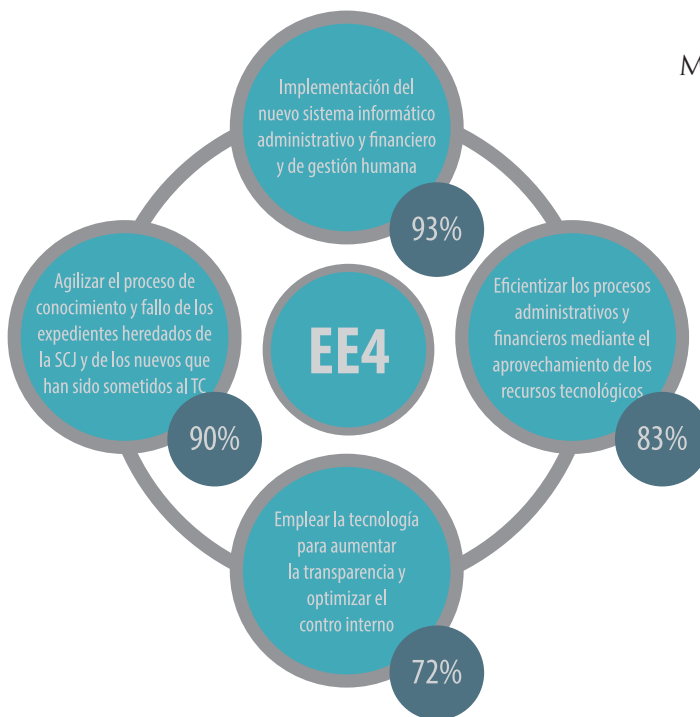 M
Implementación del
nuevo sistema informático
administrativo y financiero
y de gestión humana
93%
Agilizar el proceso de
conocimiento y fallo de los
expedientes heredados de
la SCJ y de los nuevos que
han sido sometidos al TC
90%
EE4
Eficientizar los procesos
administrativos y
financieros mediante el
aprovechamiento de los
recursos tecnológicos
83%
Emplear la tecnología
para aumentar
la transparencia y
optimizar el
contro interno
72%